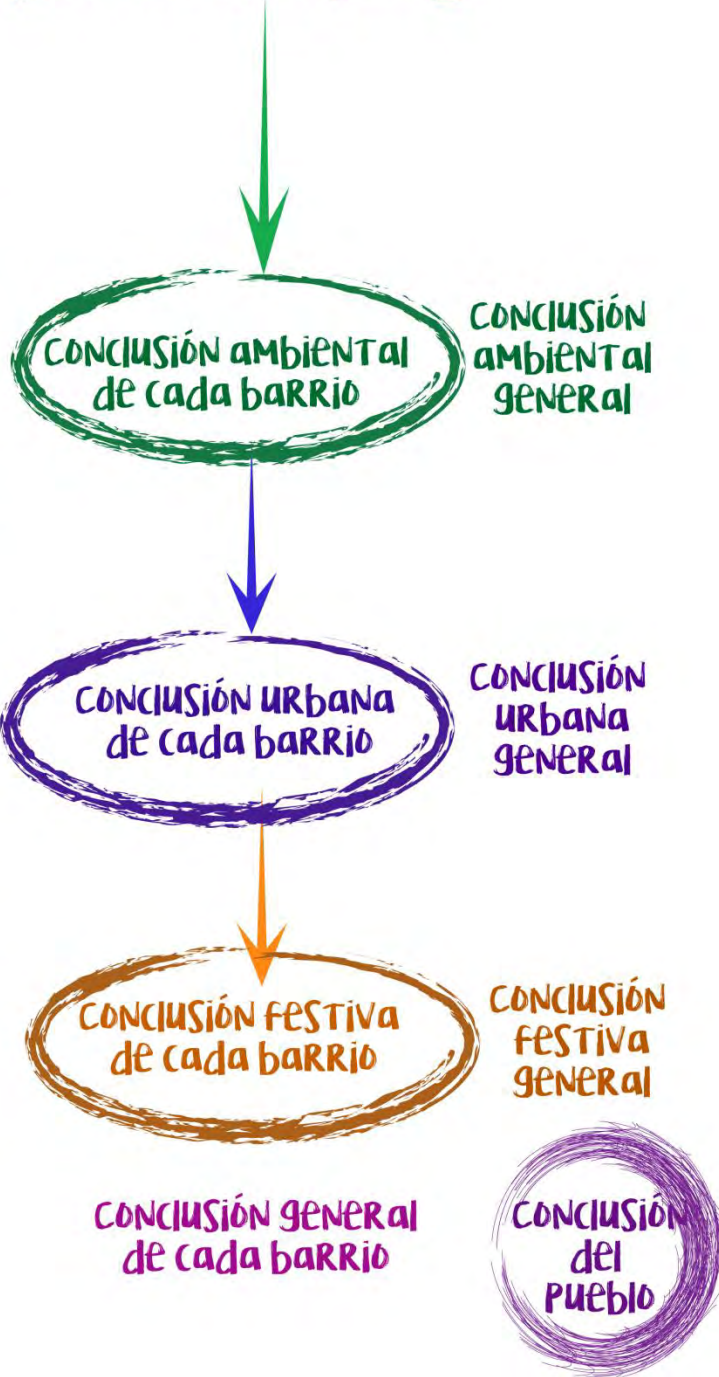 Conclusión ambiental
de cada barrio
Conclusión
ambiental
general
Conclusión urbana
de cada barrio
Conclusión
urbana
general
Conclusión festiva
de cada barrio
Conclusión
festiva
general
Conclusión general
de cada barrio
Conclusión
del
pueblo